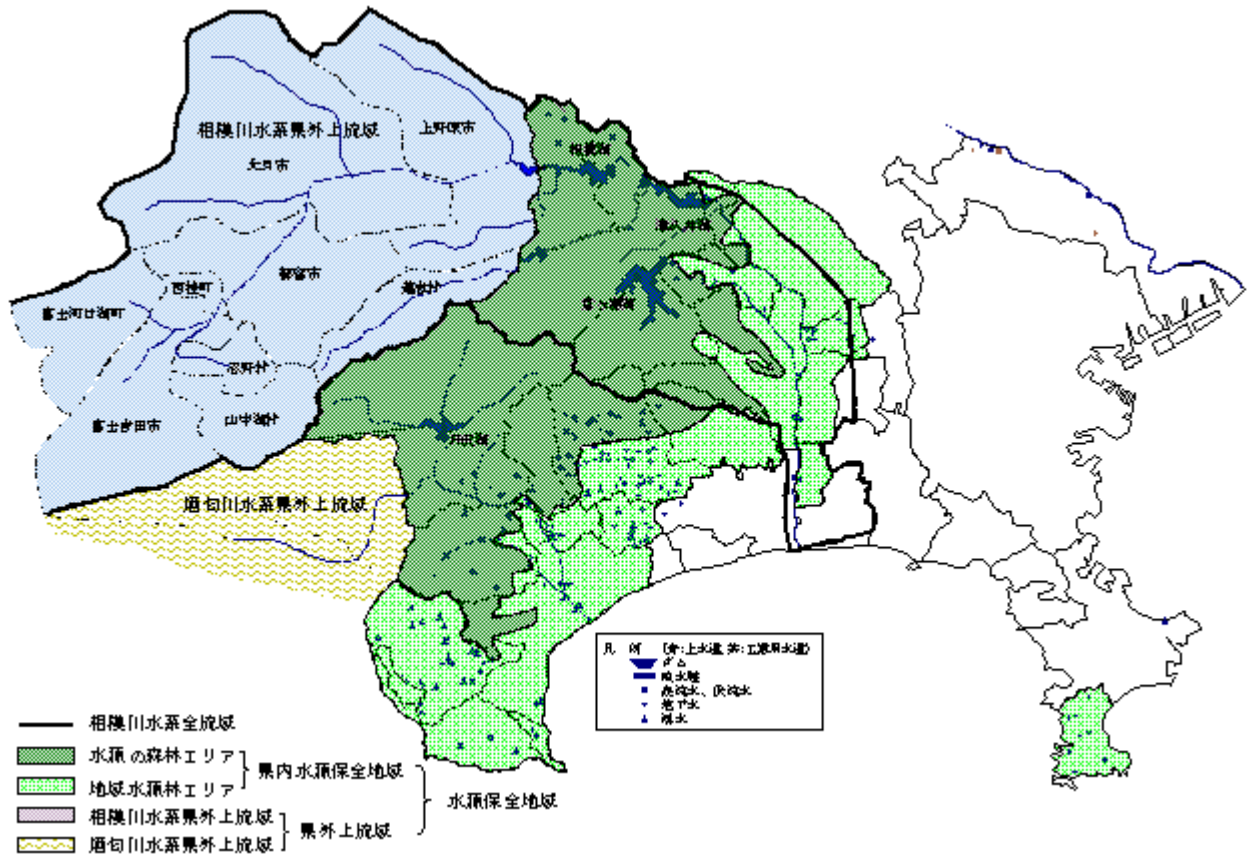 相模川水系県外上流域
上野原市
大月市
相模湖
津久井湖
都留市
西桂町
道志村
宮ヶ瀬湖
富士河口湖町
忍野村
富士吉田市
山中湖村
丹沢湖
酒匂川水系県外上流域
凡 例
ダム
取水堰
表流水、伏流水
地下水
湧水
相模川水系全流域
水源の森林エリア
県内水源保全地域
地域水源林エリア
水源保全地域
相模川水系県外上流域
県外上流域
酒匂川水系県外上流域